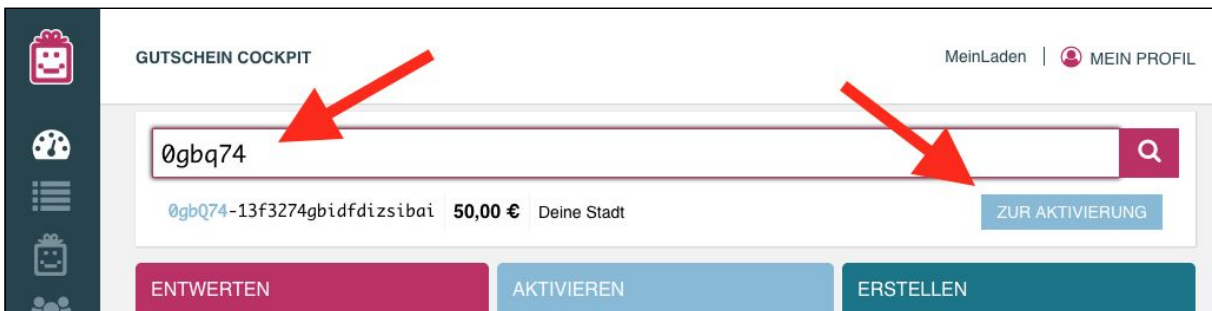 GUTSCHEIN COCKPIT
MeinLaden | MEIN PROFIL
0gbq74
0gbQ74-13f3274gbidfdizsibai 50,00 € Deine Stadt ZUR AKTIVIERUNG
ENTWERTEN AKTIVIEREN ERSTELLEN